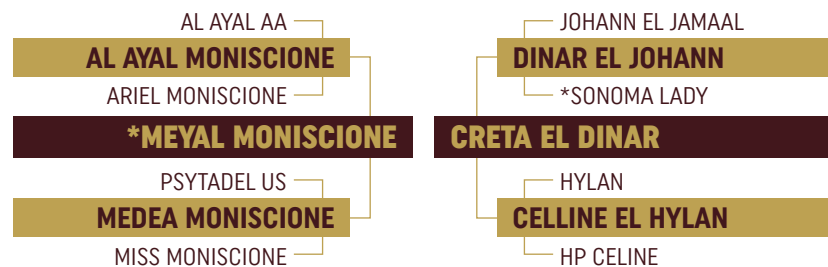 AL AYAL AA
AL AYAL MONISCIONE
ARIEL MONISCIONE
*MEYAL MONISCIONE
PSYTADEL US
MEDEA MONISCIONE
MISS MONISCIONE
JOHANN EL JAMAAL
DINAR EL JOHANN
*SONOMA LADY
CRETA EL DINAR
HYLAN
CELLINE EL HYLAN
HP CELINE